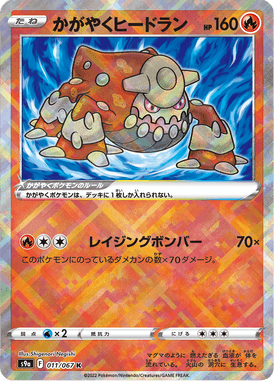 かがやくヒードラン HP160
かがやくポケモンのルール
かがやくポケモンは、デッキに1枚しか入れられない。
レイジングボンバー 70×
このポケモンにのっているダメカンの数×70ダメージ。
弱点 ×2 抵抗力 にげる
Illus. Shigenori Negishi
s9a F 011/067 K
マグマのように 燃えたぎる 血液が 体を
流れている。 火山の 洞穴に 生息する。
©2022 Pokémon/Nintendo/Creatures/GAME FREAK.